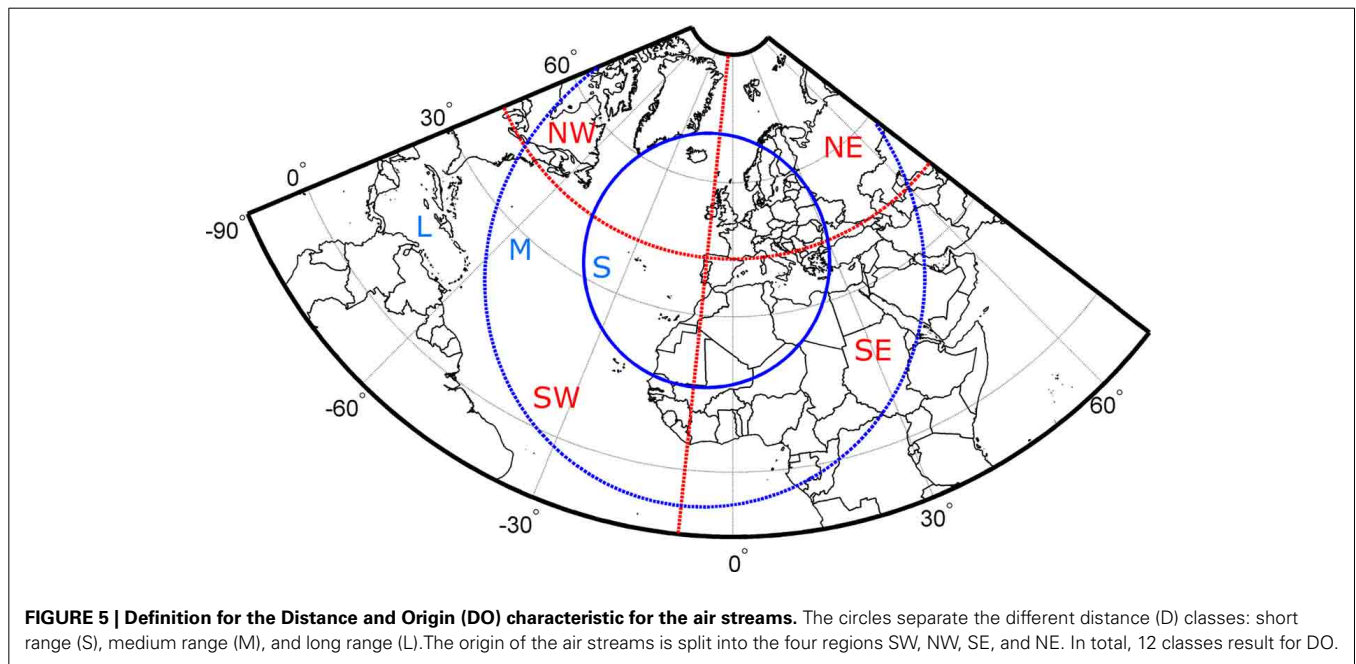 60°
30°
0°
-90°
NW
NE
L
M
S
SW
SE
-60°
-30°
0°
30°
60°
FIGURE 5 | Definition for the Distance and Origin (DO) characteristic for the air streams. The circles separate the different distance (D) classes: short
range (S), medium range (M), and long range (L).The origin of the air streams is split into the four regions SW, NW, SE, and NE. In total, 12 classes result for DO.